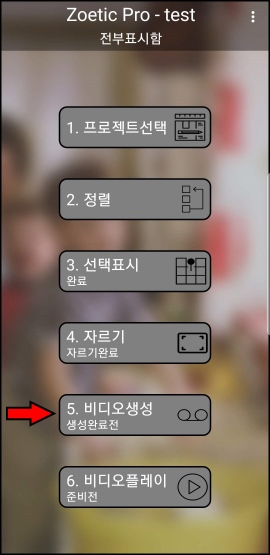 Zoetic Pro - test
전부표시함
1. 프로젝트선택
2. 정렬
3. 선택표시
완료
4. 자르기
자르기완료
5. 비디오생성
생성완료전
6. 비디오플레이
준비전